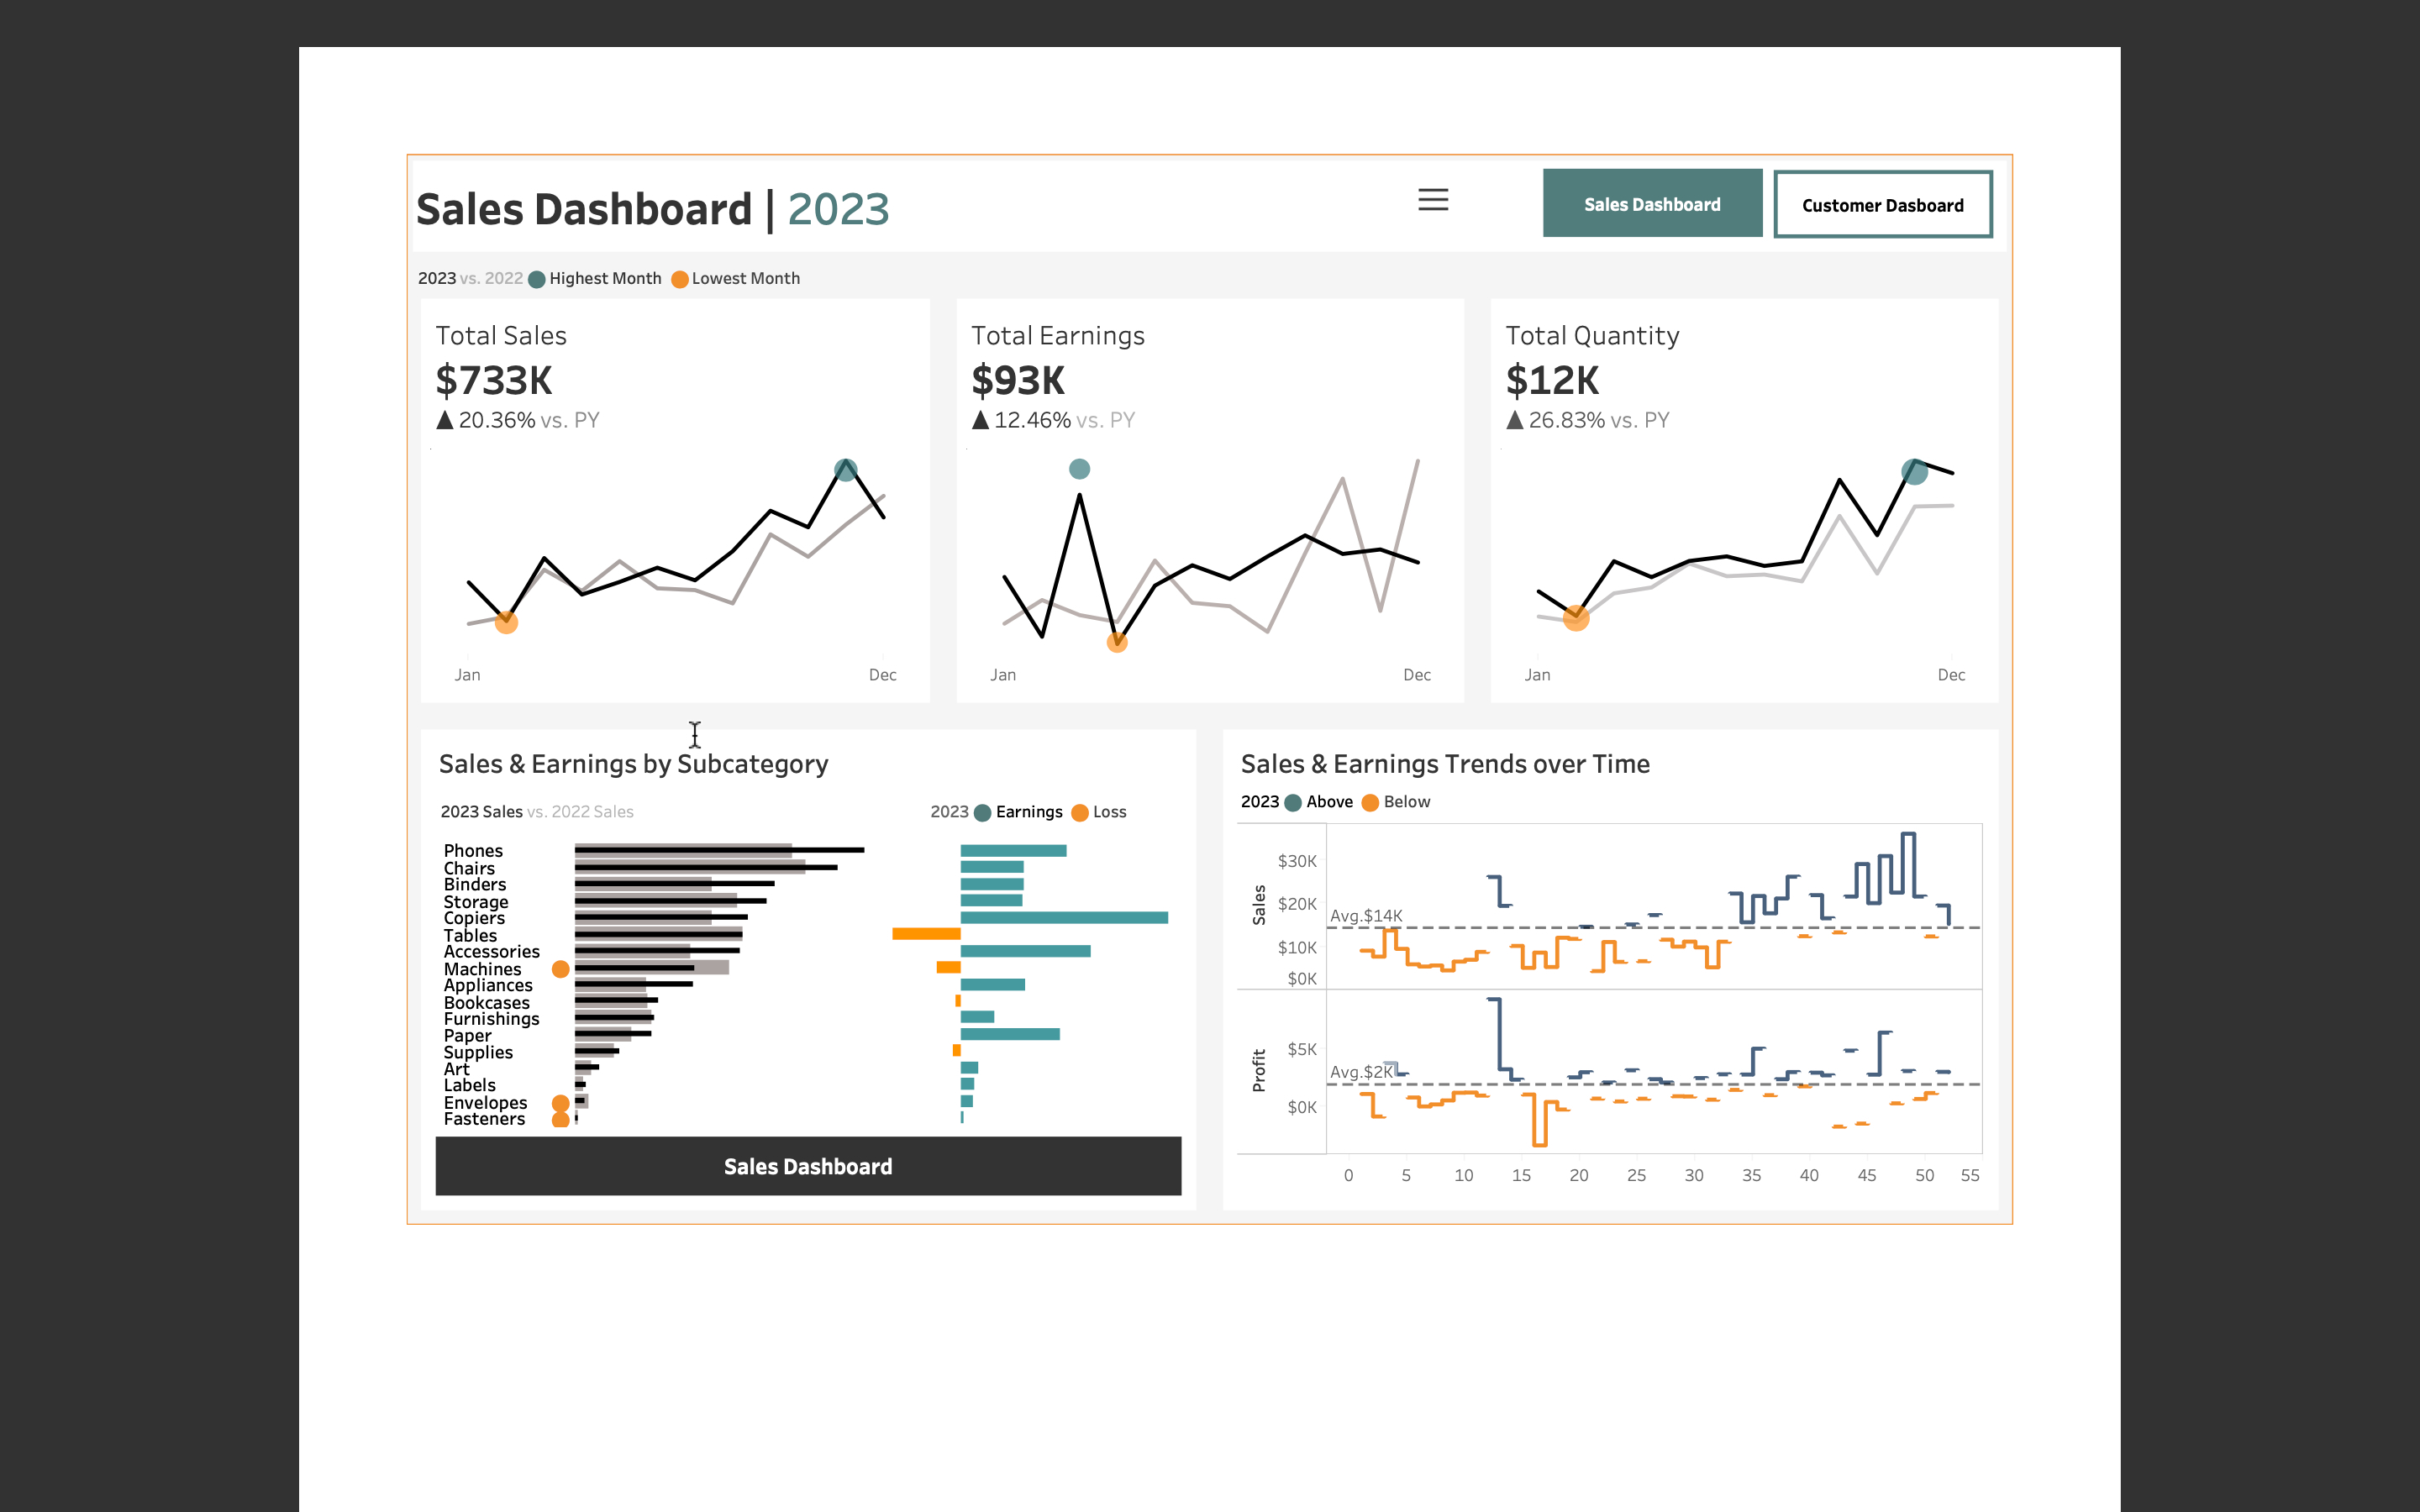 Sales Dashboard | 2023
Sales Dashboard
Customer Dasboard
2023 vs. 2022 Highest Month Lowest Month
Total Sales
$733K
▲ 20.36% vs. PY
Jan Dec
Total Earnings
$93K
▲ 12.46% vs. PY
Jan Dec
Total Quantity
$12K
▲ 26.83% vs. PY
Jan Dec
Sales & Earnings by Subcategory
2023 Sales vs. 2022 Sales
2023 Earnings Loss
Phones
Chairs
Binders
Storage
Copiers
Tables
Accessories
Machines
Appliances
Bookcases
Furnishings
Paper
Supplies
Art
Labels
Envelopes
Fasteners
Sales Dashboard
Sales & Earnings Trends over Time
2023 Above Below
Sales
$30K
$20K
Avg.$14K
$10K
$0K
Profit
$5K
Avg.$2K
$0K
0 5 10 15 20 25 30 35 40 45 50 55